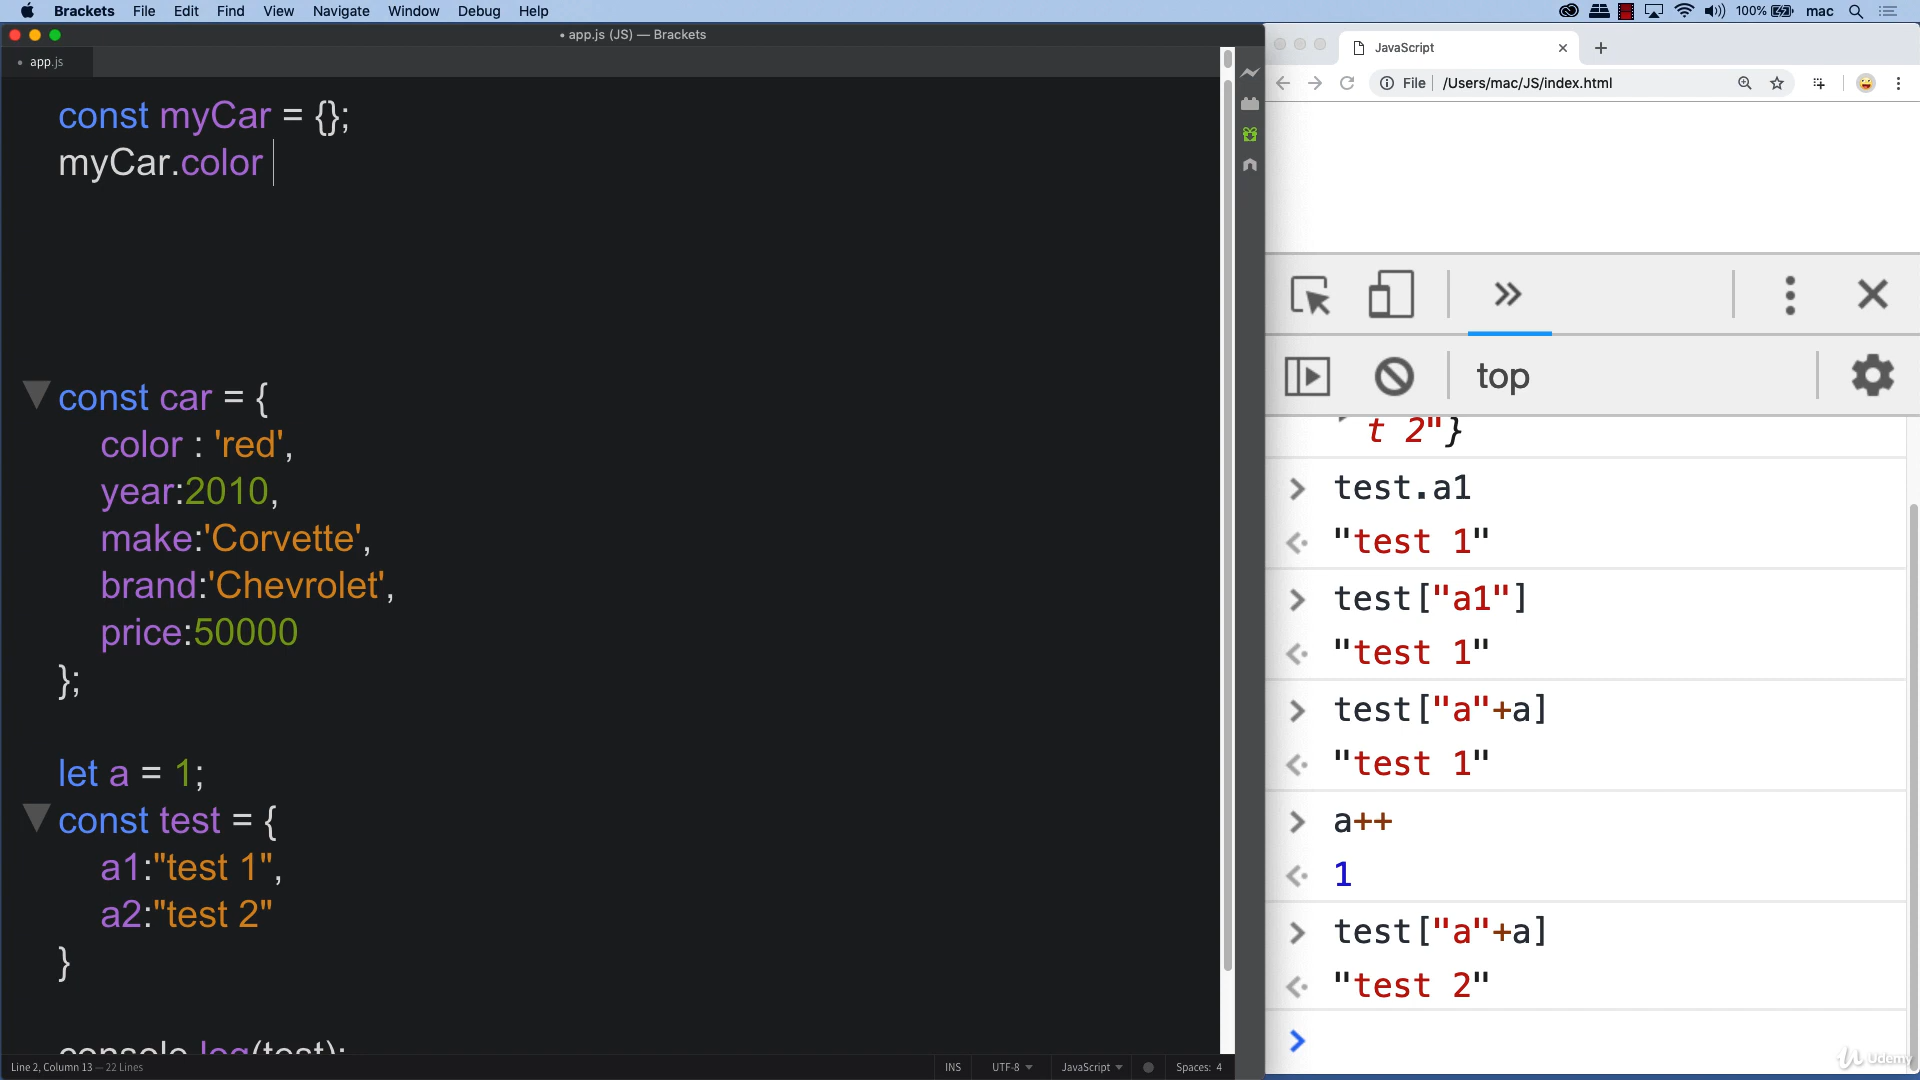 Brackets File Edit Find View Navigate Window Debug Help
100% mac
• app.js (JS) — Brackets
• app.js
const myCar = {};
myCar.color
const car = {
color : 'red',
year:2010,
make:'Corvette',
brand:'Chevrolet',
price:50000
};
let a = 1;
const test = {
a1:"test 1",
a2:"test 2"
}
console.log(test);
Line 2, Column 13 — 22 Lines
INS UTF-8 JavaScript Spaces: 4
JavaScript
File /Users/mac/JS/index.html
top
t 2"}
test.a1
"test 1"
test["a1"]
"test 1"
test["a"+a]
"test 1"
a++
1
test["a"+a]
"test 2"
Udemy